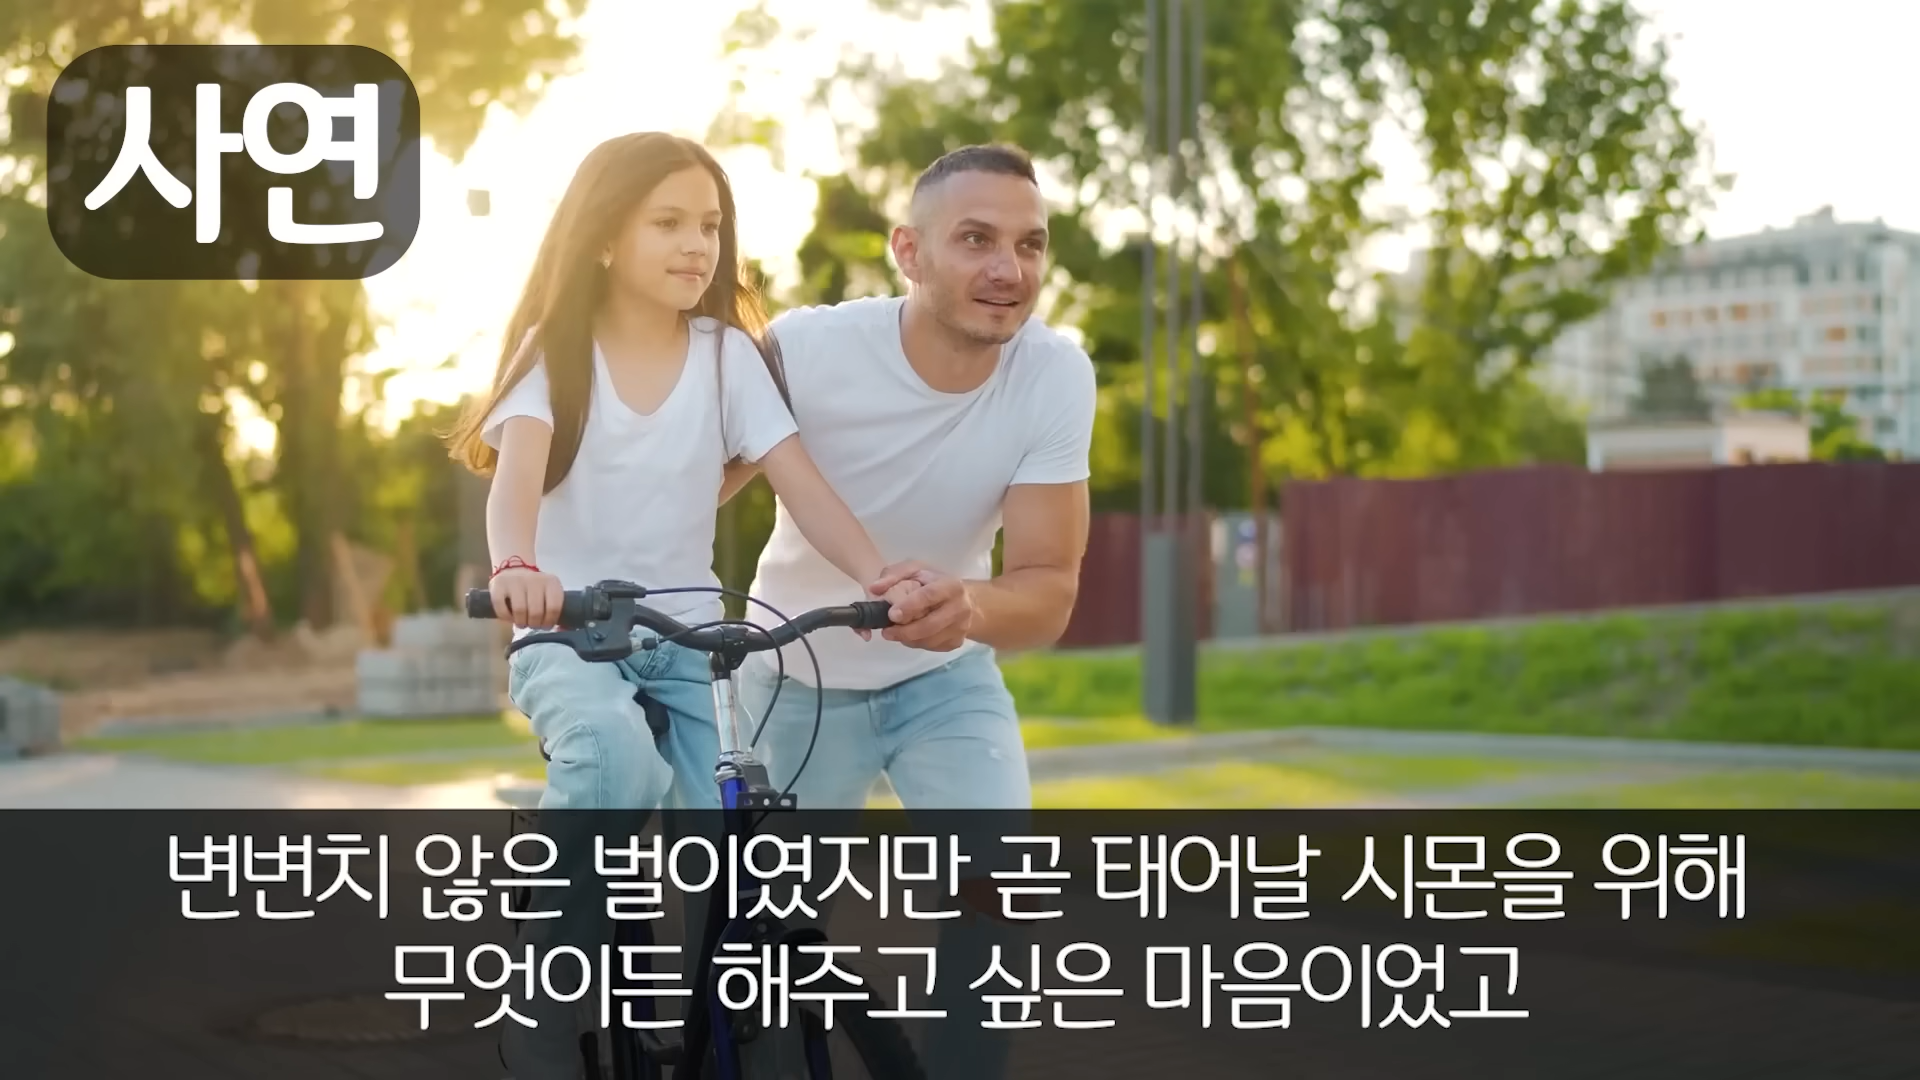 사연
변변치 않은 벌이였지만 곧 태어날 시몬을 위해
무엇이든 해주고 싶은 마음이었고